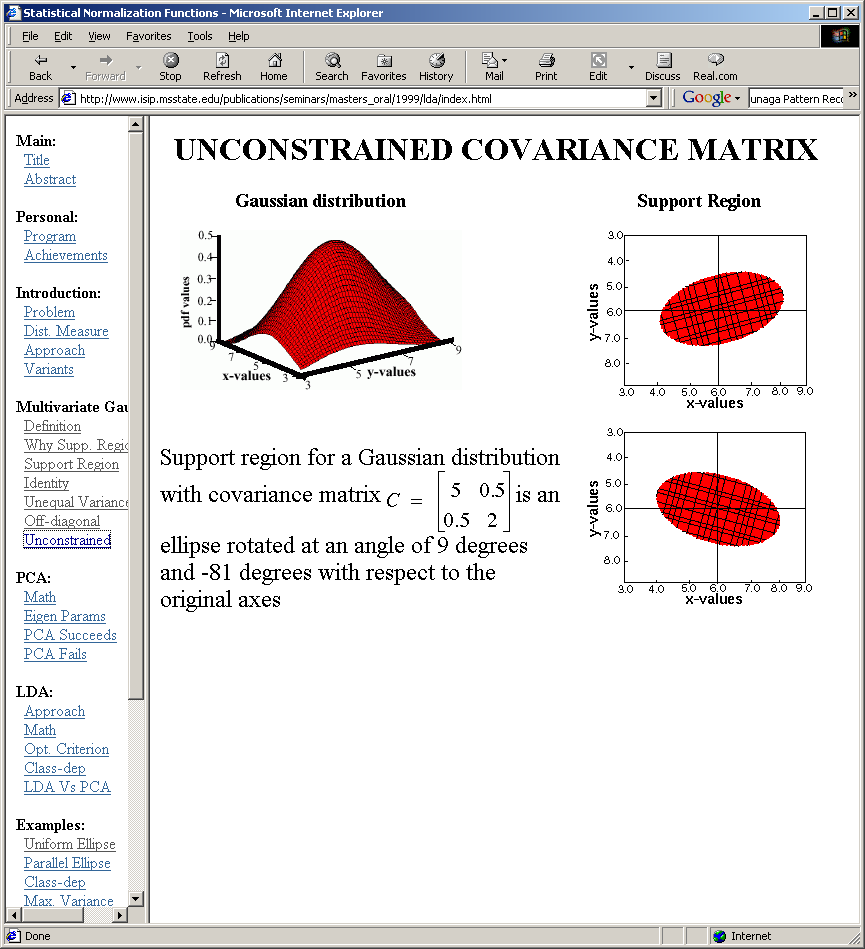 Statistical Normalization Functions - Microsoft Internet Explorer
File Edit View Favorites Tools Help
Back Forward Stop Refresh Home Search Favorites History Mail Print Edit Discuss Real.com
Address http://www.isip.msstate.edu/publications/seminars/masters_oral/1999/lda/index.html Google unaga Pattern Reco »
Main:
Title
Abstract
Personal:
Program
Achievements
Introduction:
Problem
Dist. Measure
Approach
Variants
Multivariate Gau
Definition
Why Supp. Regio
Support Region
Identity
Unequal Variance
Off-diagonal
Unconstrained
PCA:
Math
Eigen Params
PCA Succeeds
PCA Fails
LDA:
Approach
Math
Opt. Criterion
Class-dep
LDA Vs PCA
Examples:
Uniform Ellipse
Parallel Ellipse
Class-dep
Max. Variance
UNCONSTRAINED COVARIANCE MATRIX
Gaussian distribution
0.5
0.4
0.3
0.2
0.1
0.0
pdf values
9 7 5 3
x-values
3 5 7 9
y-values
Support Region
3.0
4.0
5.0
6.0
7.0
8.0
y-values
3.0 4.0 5.0 6.0 7.0 8.0 9.0
x-values
Support region for a Gaussian distribution
with covariance matrix C = [5 0.5
0.5 2] is an
ellipse rotated at an angle of 9 degrees
and -81 degrees with respect to the
original axes
3.0
4.0
5.0
6.0
7.0
8.0
y-values
3.0 4.0 5.0 6.0 7.0 8.0 9.0
x-values
Done Internet